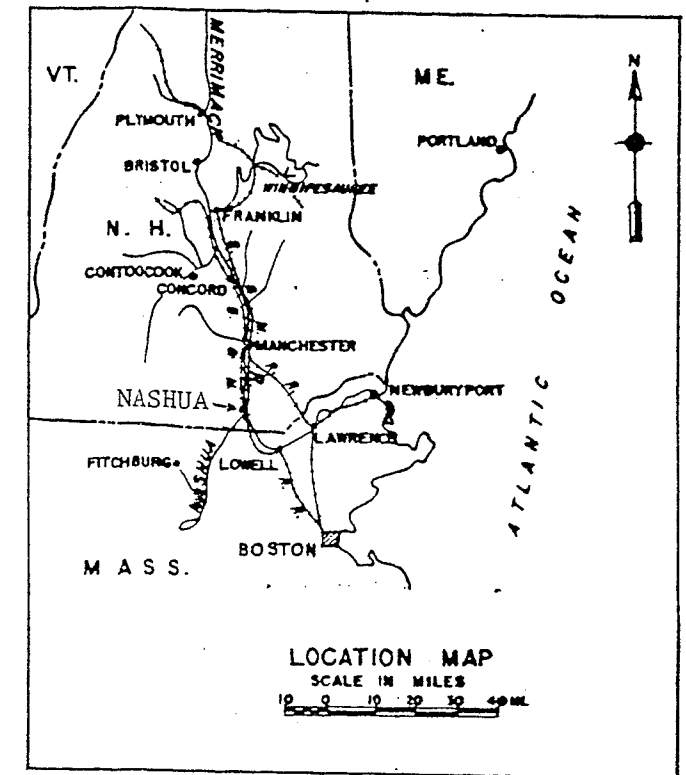 VT.
MERRIMACK
ME.
N
PLYMOUTH
PORTLAND
BRISTOL
WINNIPESAUKEE
FRANKLIN
N. H.
OCEAN
CONTOOCOOK
CONCORD
MANCHESTER
NASHUA
NEWBURYPORT
LAWRENCE
ATLANTIC
FITCHBURG
NASHUA
LOWELL
BOSTON
MASS.
LOCATION MAP
SCALE IN MILES
10 0 10 20 30 40 MI.